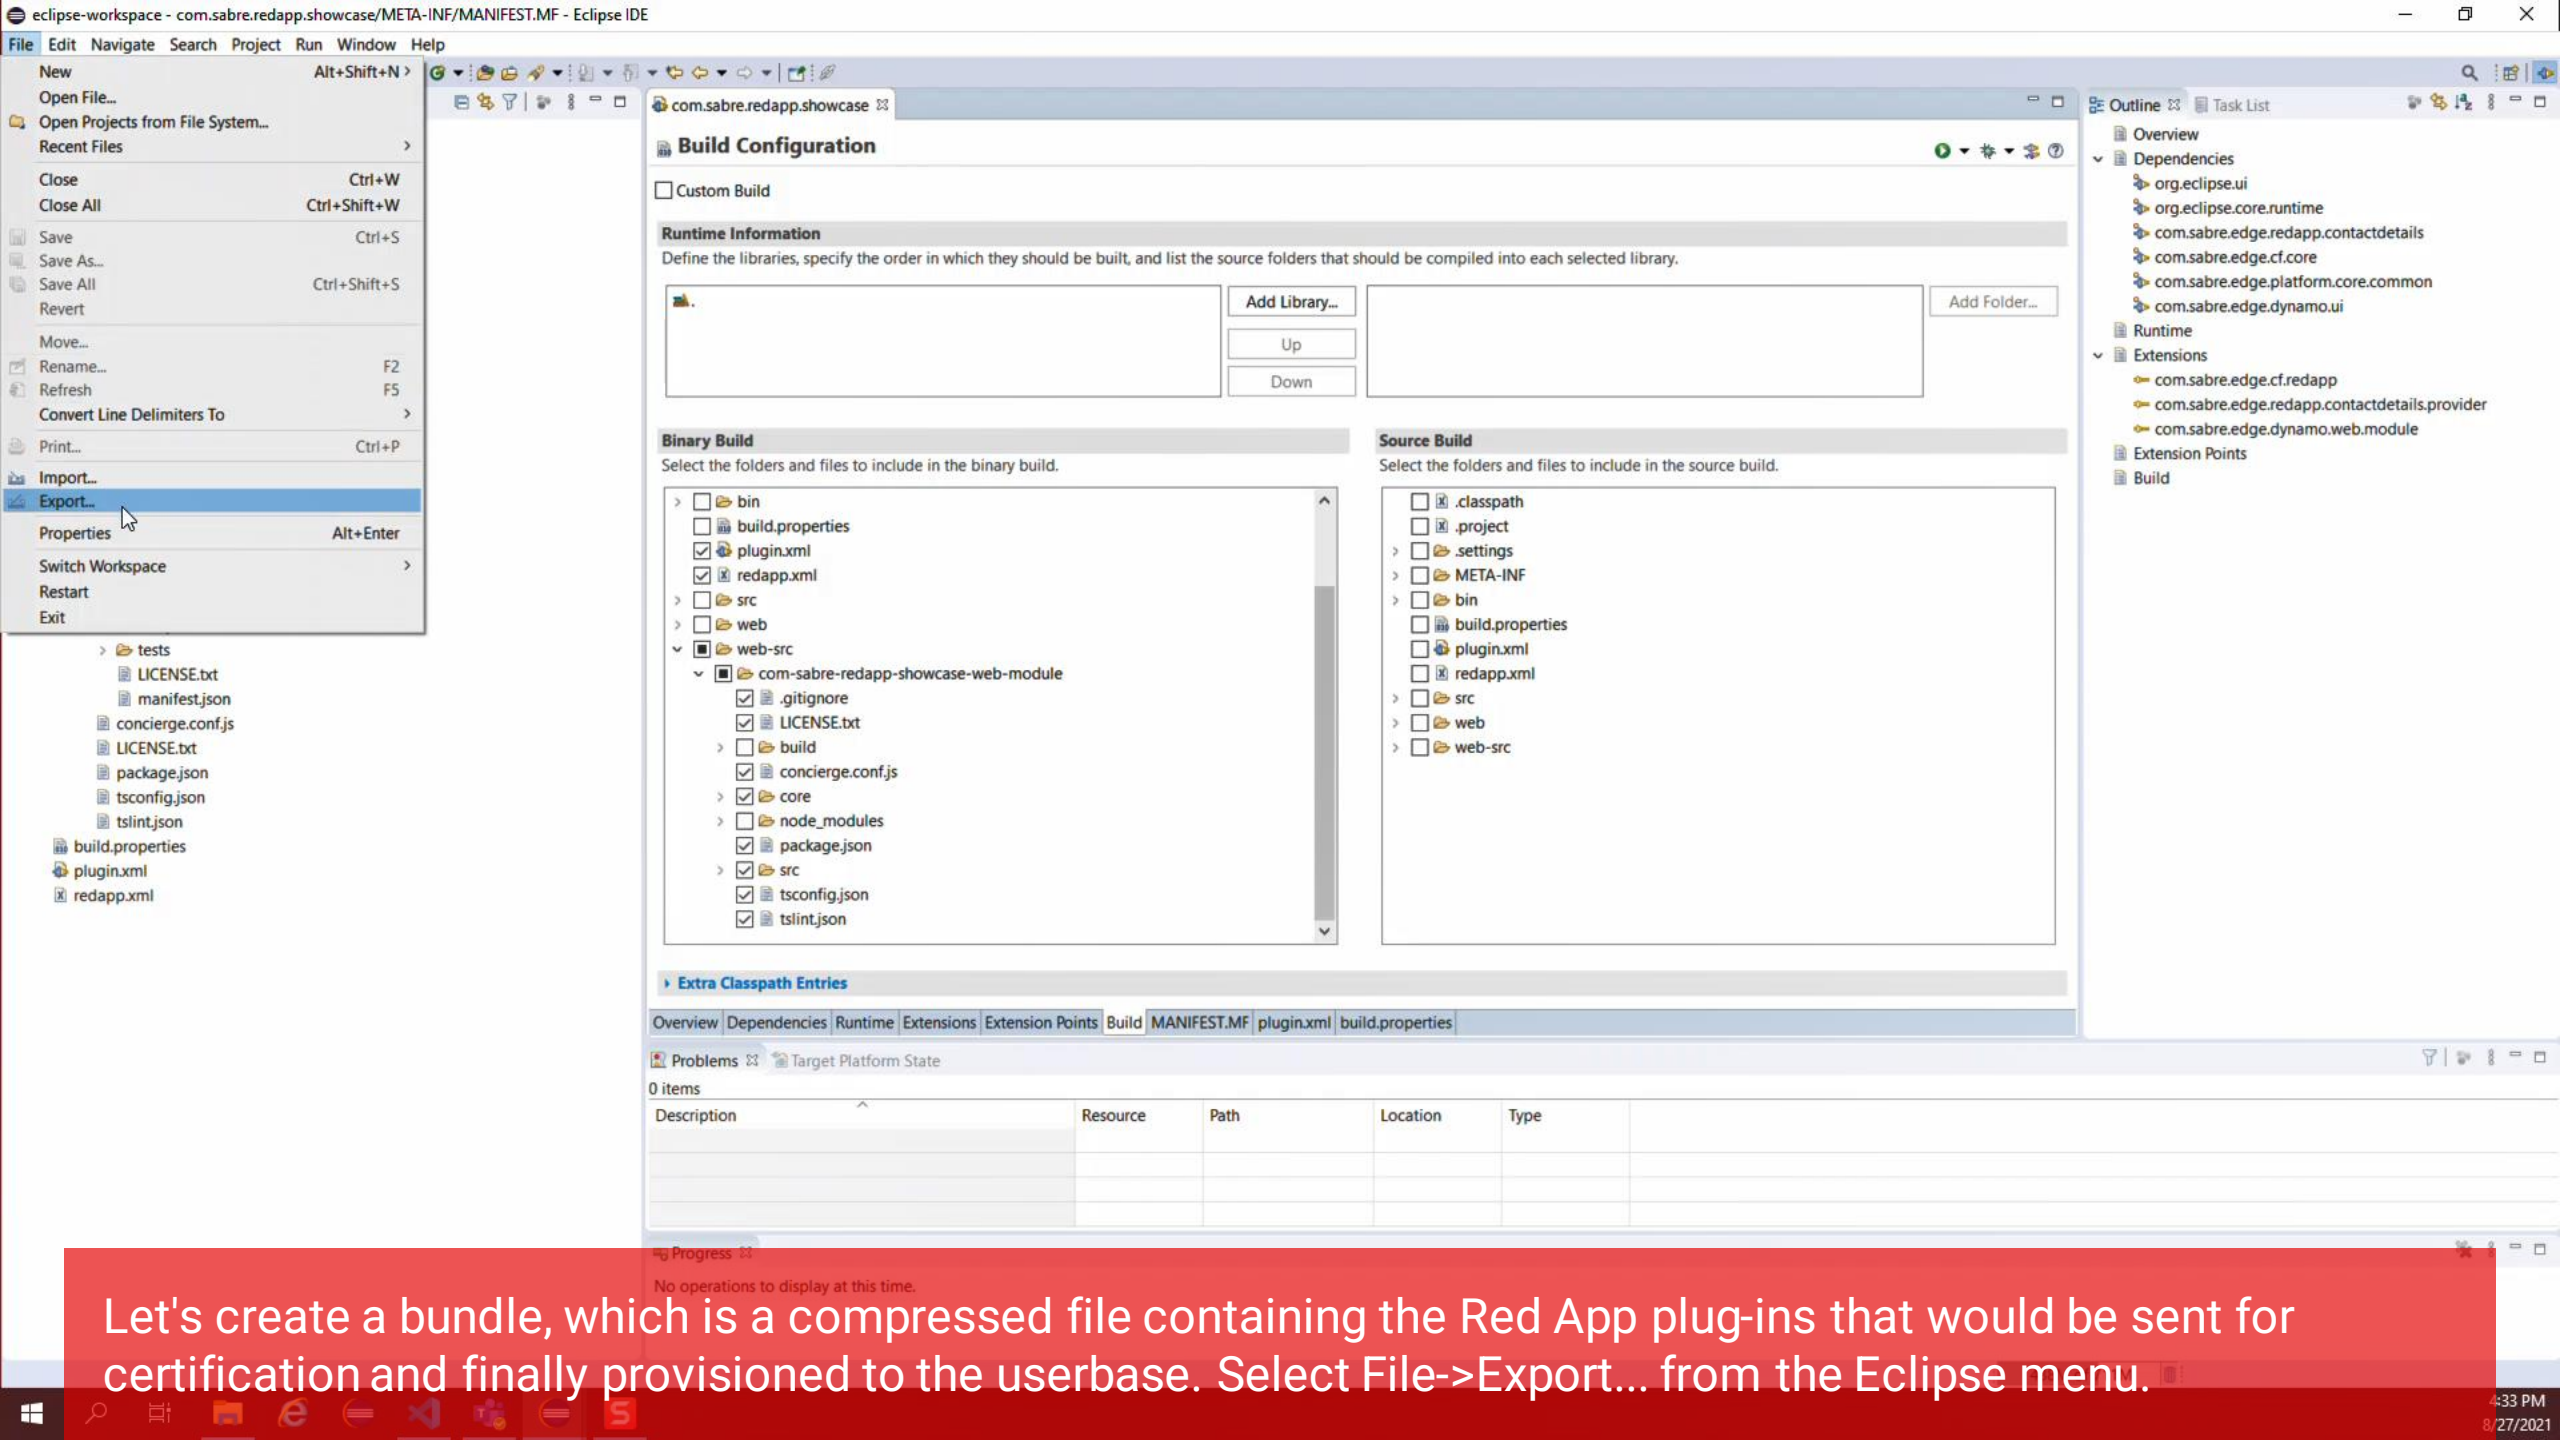 eclipse-workspace - com.sabre.redapp.showcase/META-INF/MANIFEST.MF - Eclipse IDE
File Edit Navigate Search Project Run Window Help
New Alt+Shift+N
Open File...
Open Projects from File System...
Recent Files
Close Ctrl+W
Close All Ctrl+Shift+W
Save Ctrl+S
Save As...
Save All Ctrl+Shift+S
Revert
Move...
Rename... F2
Refresh F5
Convert Line Delimiters To
Print... Ctrl+P
Import...
Export...
Properties Alt+Enter
Switch Workspace
Restart
Exit
tests
LICENSE.txt
manifest.json
concierge.conf.js
LICENSE.txt
package.json
tsconfig.json
tslint.json
build.properties
plugin.xml
redapp.xml
com.sabre.redapp.showcase
Build Configuration
Custom Build
Runtime Information
Define the libraries, specify the order in which they should be built, and list the source folders that should be compiled into each selected library.
.
Add Library...
Up
Down
Add Folder...
Binary Build
Select the folders and files to include in the binary build.
bin
build.properties
plugin.xml
redapp.xml
src
web
web-src
com-sabre-redapp-showcase-web-module
.gitignore
LICENSE.txt
build
concierge.conf.js
core
node_modules
package.json
src
tsconfig.json
tslint.json
Source Build
Select the folders and files to include in the source build.
.classpath
.project
.settings
META-INF
bin
build.properties
plugin.xml
redapp.xml
src
web
web-src
Extra Classpath Entries
Overview Dependencies Runtime Extensions Extension Points Build MANIFEST.MF plugin.xml build.properties
Outline Task List
Overview
Dependencies
org.eclipse.ui
org.eclipse.core.runtime
com.sabre.edge.redapp.contactdetails
com.sabre.edge.cf.core
com.sabre.edge.platform.core.common
com.sabre.edge.dynamo.ui
Runtime
Extensions
com.sabre.edge.cf.redapp
com.sabre.edge.redapp.contactdetails.provider
com.sabre.edge.dynamo.web.module
Extension Points
Build
Problems Target Platform State
0 items
Description Resource Path Location Type
Progress
No operations to display at this time.
Let's create a bundle, which is a compressed file containing the Red App plug-ins that would be sent for
certification and finally provisioned to the userbase. Select File->Export... from the Eclipse menu.
4:33 PM
8/27/2021